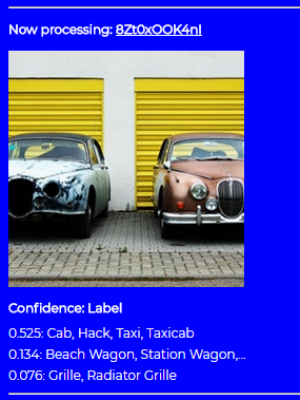 Now processing: 8Zt0xOOK4nI
Confidence: Label
0.525: Cab, Hack, Taxi, Taxicab
0.134: Beach Wagon, Station Wagon,...
0.076: Grille, Radiator Grille